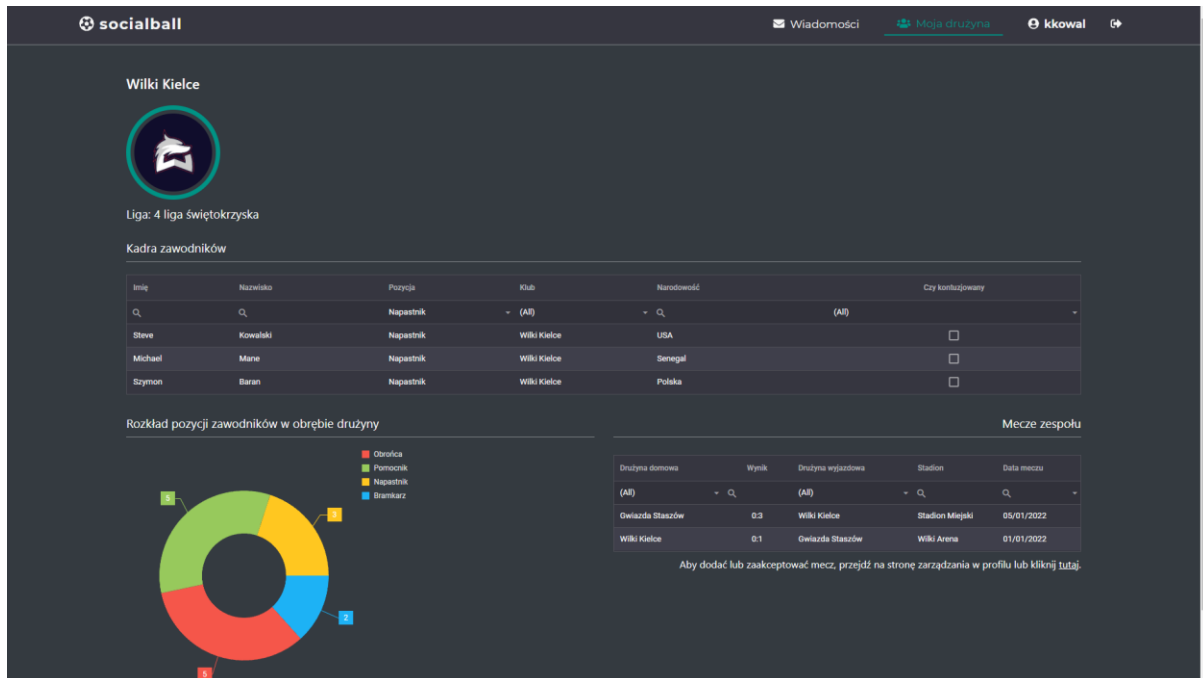 socialball Wiadomości Moja drużyna kkowal
Wilki Kielce
Liga: 4 liga świętokrzyska
Kadra zawodników
Imię Nazwisko Pozycja Klub Narodowość Czy kontuzjowany
Napastnik (All) (All)
Steve Kowalski Napastnik Wilki Kielce USA
Michael Mane Napastnik Wilki Kielce Senegal
Szymon Baran Napastnik Wilki Kielce Polska
Rozkład pozycji zawodników w obrębie drużyny
Obrońca
Pomocnik
Napastnik
Bramkarz
5
3
2
5
Mecze zespołu
Drużyna domowa Wynik Drużyna wyjazdowa Stadion Data meczu
(All) (All)
Gwiazda Staszów 0:3 Wilki Kielce Stadion Miejski 05/01/2022
Wilki Kielce 0:1 Gwiazda Staszów Wilki Arena 01/01/2022
Aby dodać lub zaakceptować mecz, przejdź na stronę zarządzania w profilu lub kliknij tutaj.